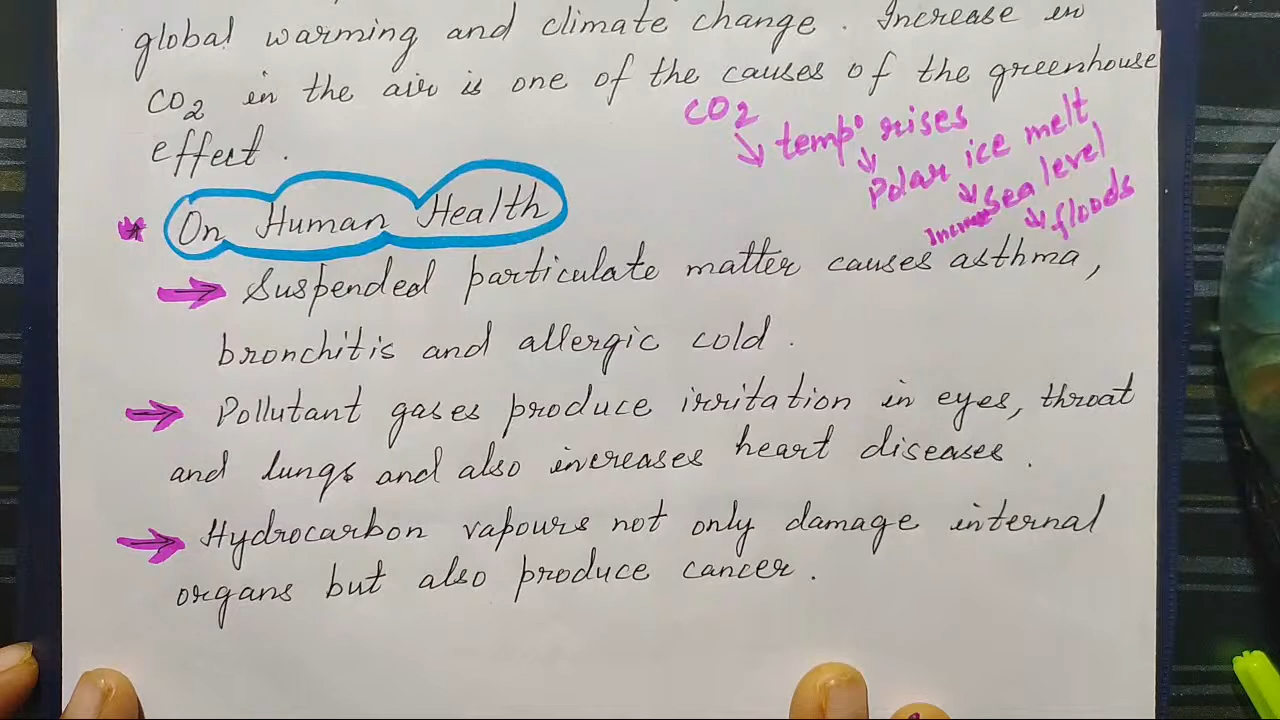 global warming and climate change. Increase in
CO2 in the air is one of the causes of the greenhouse
effect.
CO2
↘ temp° rises
↘ Polar ice melt
↘ Increase sea level
↘ floods
* On Human Health
→ Suspended particulate matter causes asthma,
bronchitis and allergic cold.
→ Pollutant gases produce irritation in eyes, throat
and lungs and also increases heart diseases.
→ Hydrocarbon vapours not only damage internal
organs but also produce cancer.